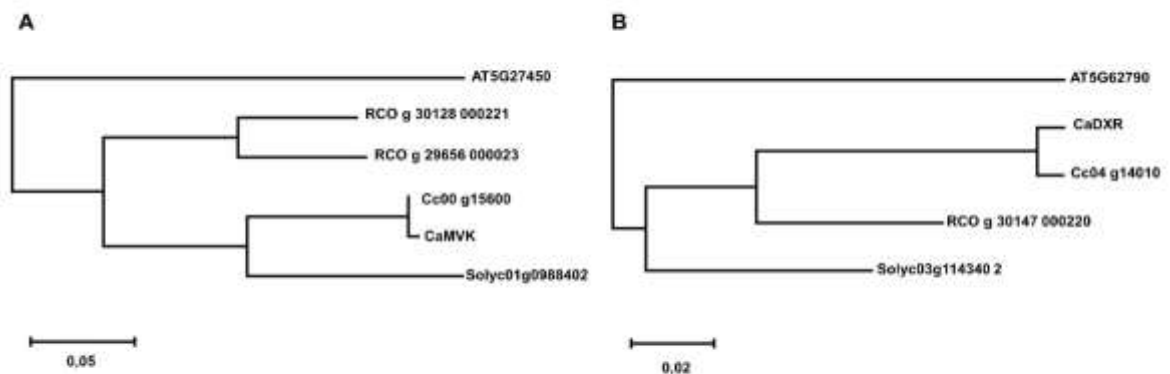 A
AT5G27450
RCO g 30128 000221
RCO g 29656 000023
Cc00 g15600
CaMVK
Solyc01g0988402
0,05
B
AT5G62790
CaDXR
Cc04 g14010
RCO g 30147 000220
Solyc03g114340 2
0,02